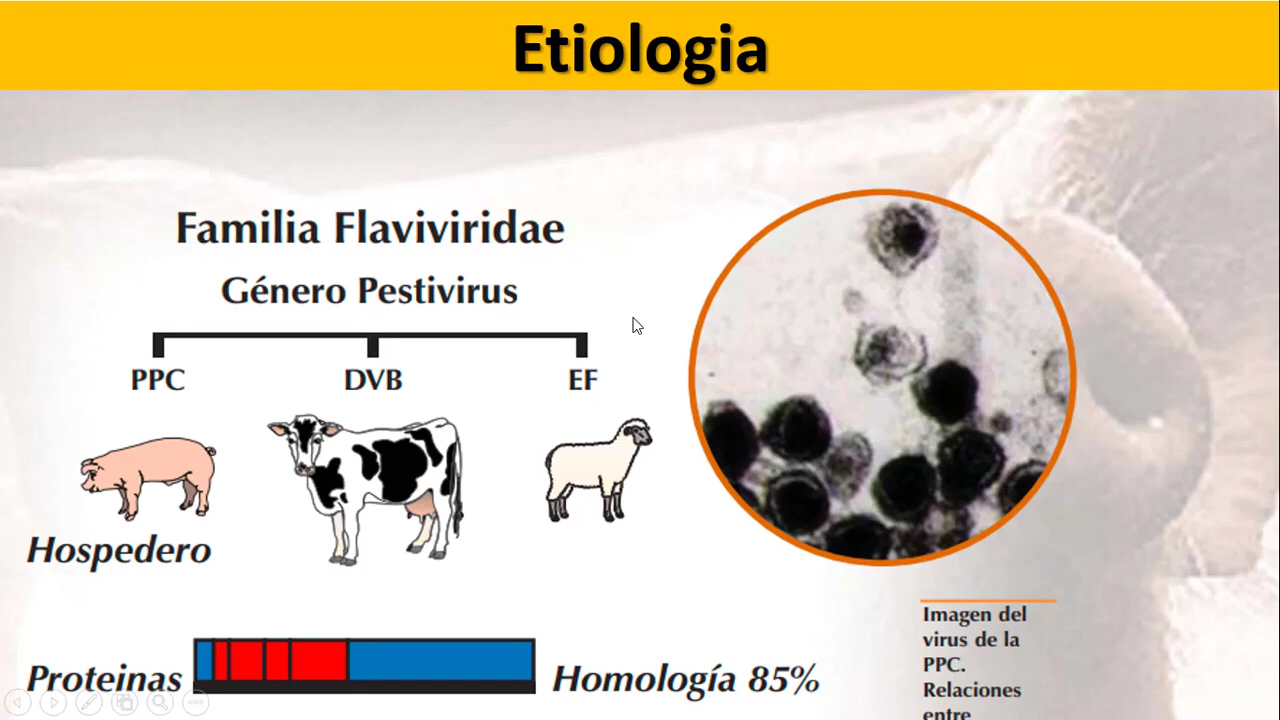 Etiologia
Familia Flaviviridae
Género Pestivirus
PPC DVB EF
Hospedero
Proteinas
Homología 85%
Imagen del
virus de la
PPC.
Relaciones
entre